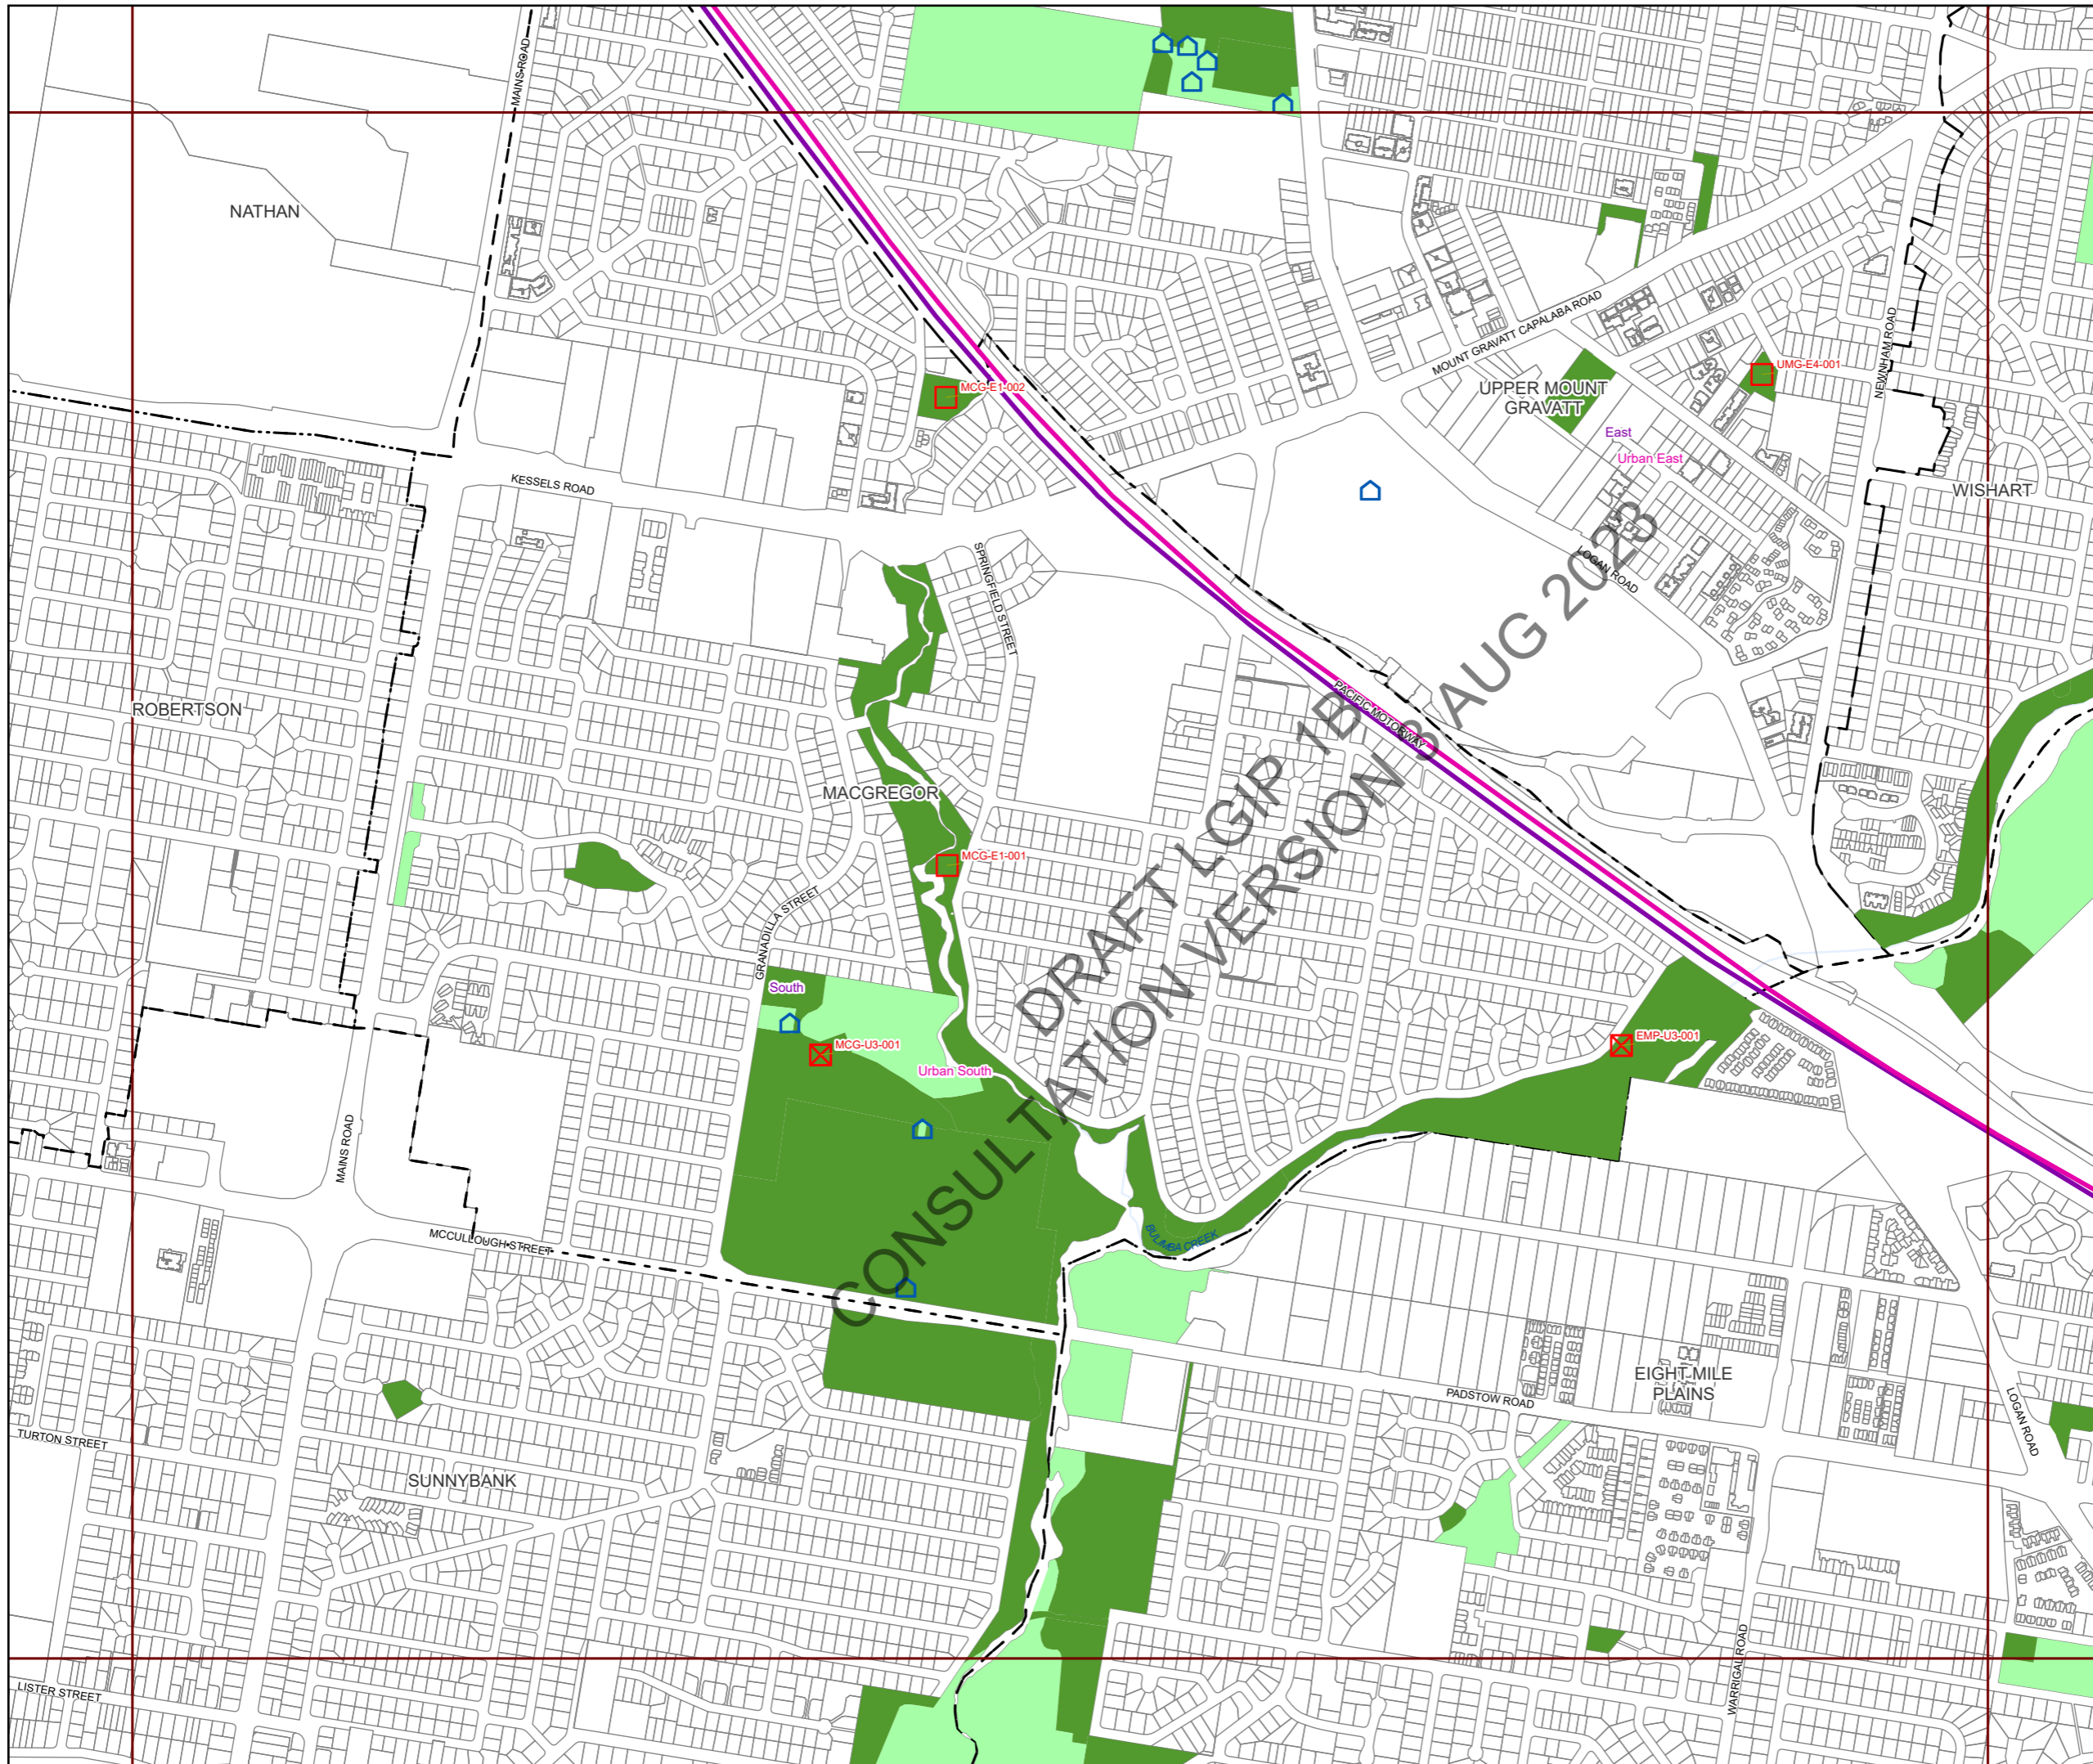 MAINS ROAD
NATHAN
MOUNT GRAVATT CAPALABA ROAD
NEWNHAM ROAD
MCG-E1-002
UMG-E4-001
UPPER MOUNT
GRAVATT
East
Urban East
KESSELS ROAD
WISHART
SPRINGFIELD STREET
LOGAN ROAD
ROBERTSON
PACIFIC MOTORWAY
MACGREGOR
MCG-E1-001
GRANADILLA STREET
South
DRAFT LGIP 1B
CONSULTATION VERSION 3 AUG 2023
MCG-U3-001
EMP-U3-001
Urban South
MAINS ROAD
MCCULLOUGH STREET
BULIMBA CREEK
EIGHT MILE
PLAINS
PADSTOW ROAD
LOGAN ROAD
TURTON STREET
SUNNYBANK
WARRIGAL ROAD
LISTER STREET